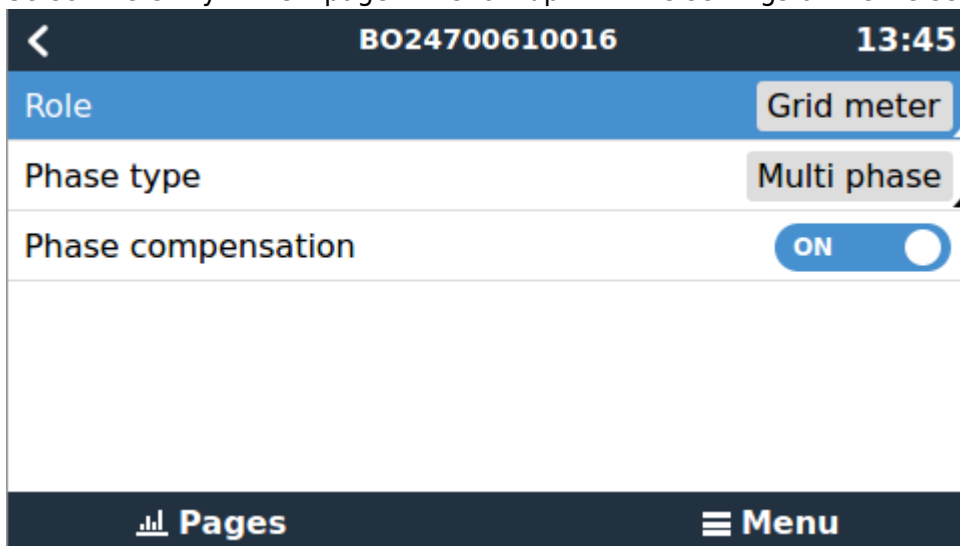 BO24700610016 13:45
Role Grid meter
Phase type Multi phase
Phase compensation ON
Pages Menu